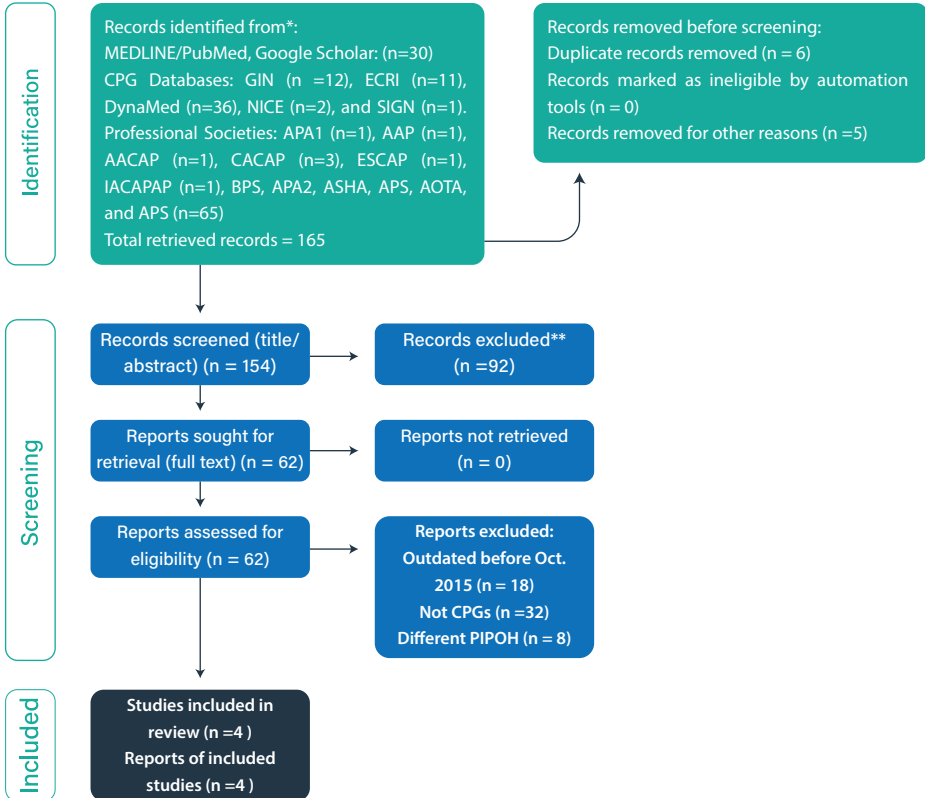 Identification
Records identified from*:
MEDLINE/PubMed, Google Scholar: (n=30)
CPG Databases: GIN (n =12), ECRI (n=11),
DynaMed (n=36), NICE (n=2), and SIGN (n=1).
Professional Societies: APA1 (n=1), AAP (n=1),
AACAP (n=1), CACAP (n=3), ESCAP (n=1),
IACAPAP (n=1), BPS, APA2, ASHA, APS, AOTA,
and APS (n=65)
Total retrieved records = 165
Records removed before screening:
Duplicate records removed (n = 6)
Records marked as ineligible by automation
tools (n = 0)
Records removed for other reasons (n =5)
Screening
Records screened (title/
abstract) (n = 154)
Records excluded**
(n =92)
Reports sought for
retrieval (full text) (n = 62)
Reports not retrieved
(n = 0)
Reports assessed for
eligibility (n = 62)
Reports excluded:
Outdated before Oct.
2015 (n = 18)
Not CPGs (n =32)
Different PIPOH (n = 8)
Included
Studies included in
review (n =4 )
Reports of included
studies (n =4 )